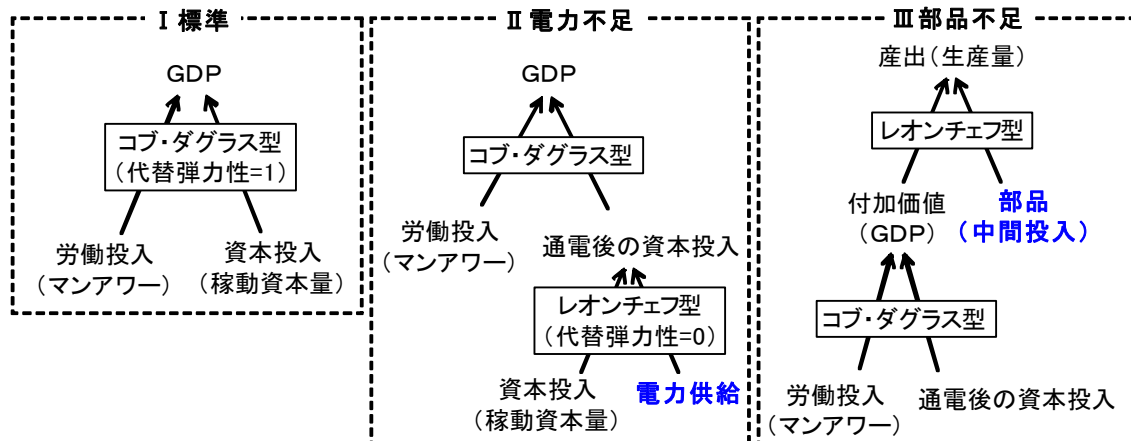 Ⅰ標準
GDP
コブ・ダグラス型
（代替弾力性=1）
労働投入
（マンアワー）
資本投入
（稼動資本量）
Ⅱ電力不足
GDP
コブ・ダグラス型
労働投入
（マンアワー）
通電後の資本投入
レオンチェフ型
（代替弾力性=0）
資本投入
（稼動資本量）
電力供給
Ⅲ部品不足
産出（生産量）
レオンチェフ型
付加価値
（GDP）
部品
（中間投入）
コブ・ダグラス型
労働投入
（マンアワー）
通電後の資本投入